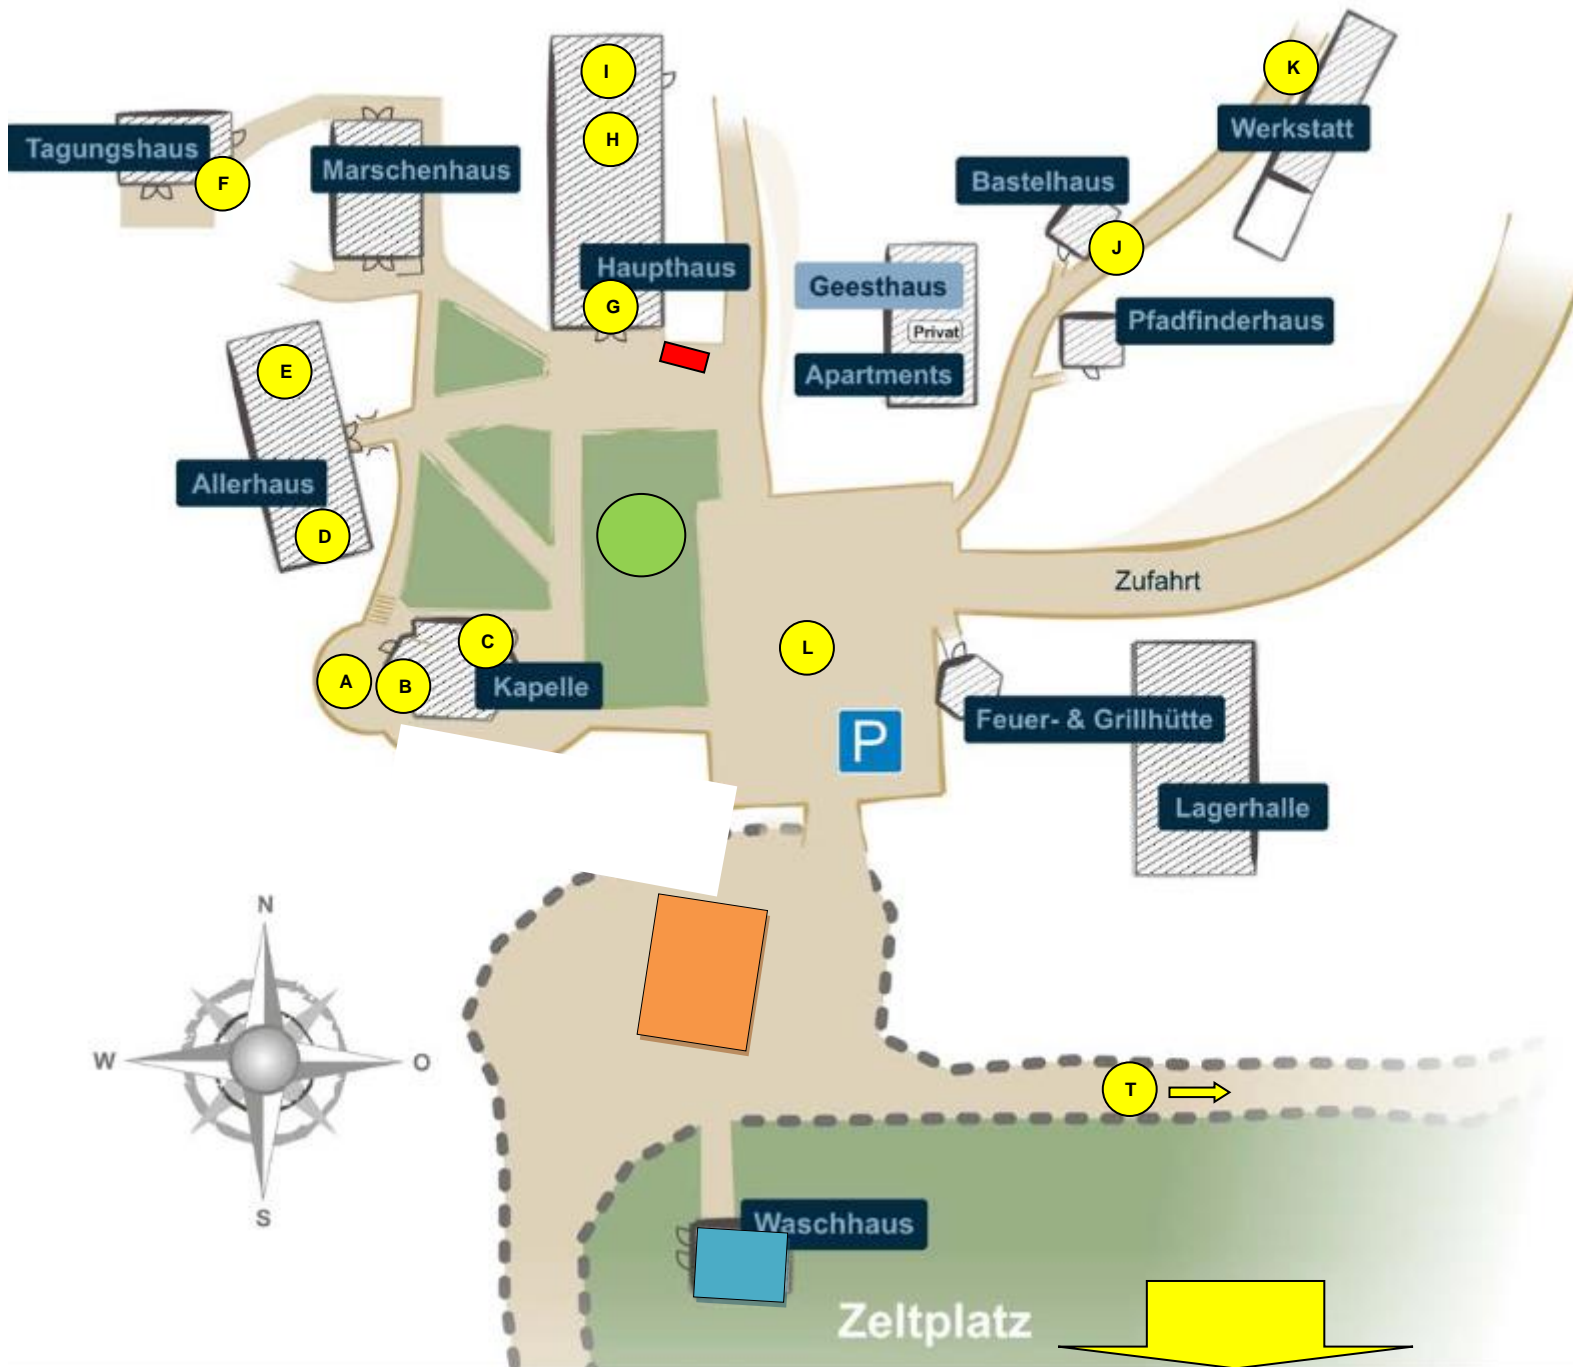 I
K
H
Werkstatt
Tagungshaus
Marschenhaus
F
Bastelhaus
J
Haupthaus
Geesthaus
G
Pfadfinderhaus
Privat
E
Apartments
Allerhaus
D
Zufahrt
C
L
A
B
Kapelle
Feuer- & Grillhütte
P
Lagerhalle
N
W
O
S
T
Waschhaus
Zeltplatz